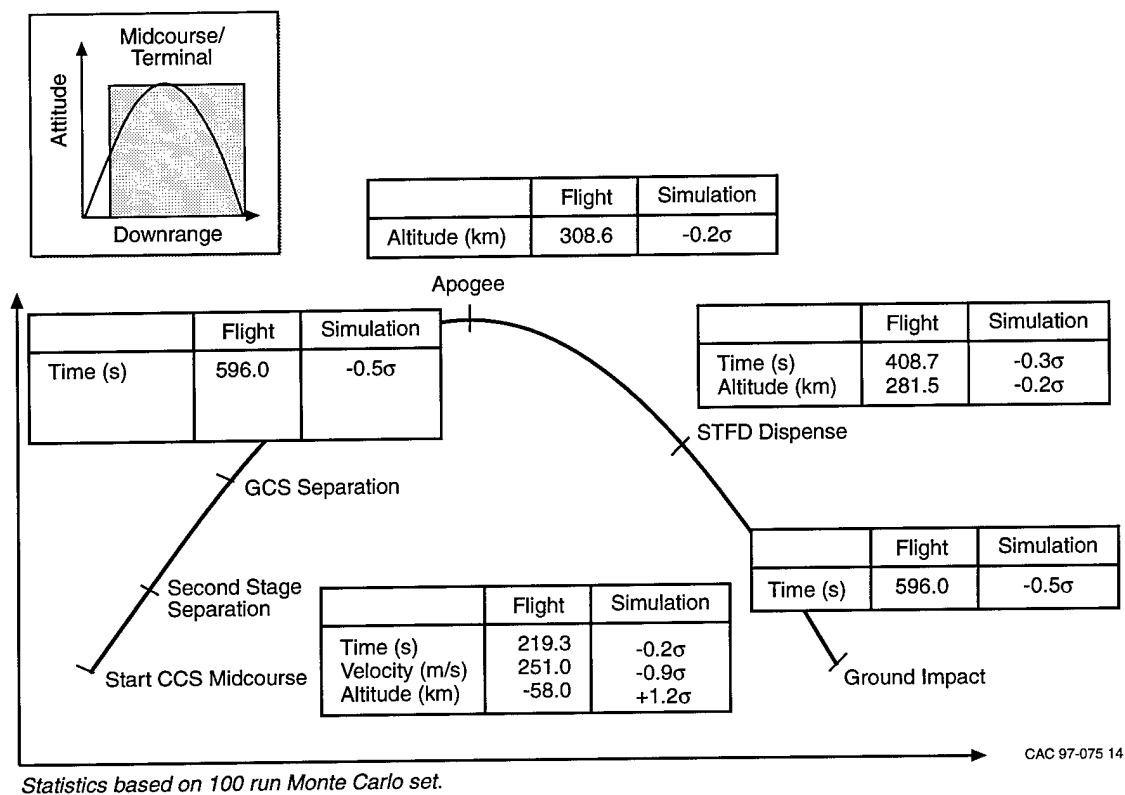 Midcourse/
Terminal
Attitude
Downrange
Flight Simulation
Altitude (km) 308.6 -0.2σ
Apogee
Flight Simulation
Time (s) 596.0 -0.5σ
Flight Simulation
Time (s) 408.7 -0.3σ
Altitude (km) 281.5 -0.2σ
STFD Dispense
GCS Separation
Flight Simulation
Time (s) 596.0 -0.5σ
Second Stage
Separation
Flight Simulation
Time (s) 219.3 -0.2σ
Velocity (m/s) 251.0 -0.9σ
Altitude (km) -58.0 +1.2σ
Start CCS Midcourse
Ground Impact
CAC 97-075 14
Statistics based on 100 run Monte Carlo set.